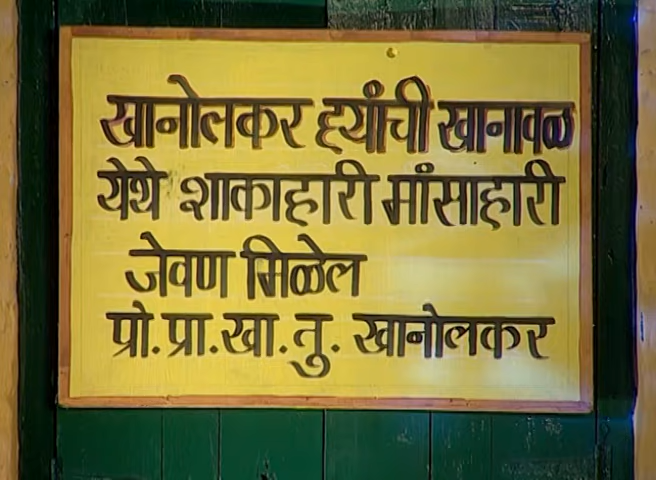 खानोलकर ह्यांची खानावळ
येथे शाकाहारी मांसाहारी
जेवण मिळेल
प्रो.प्रा.खा.तु. खानोलकर